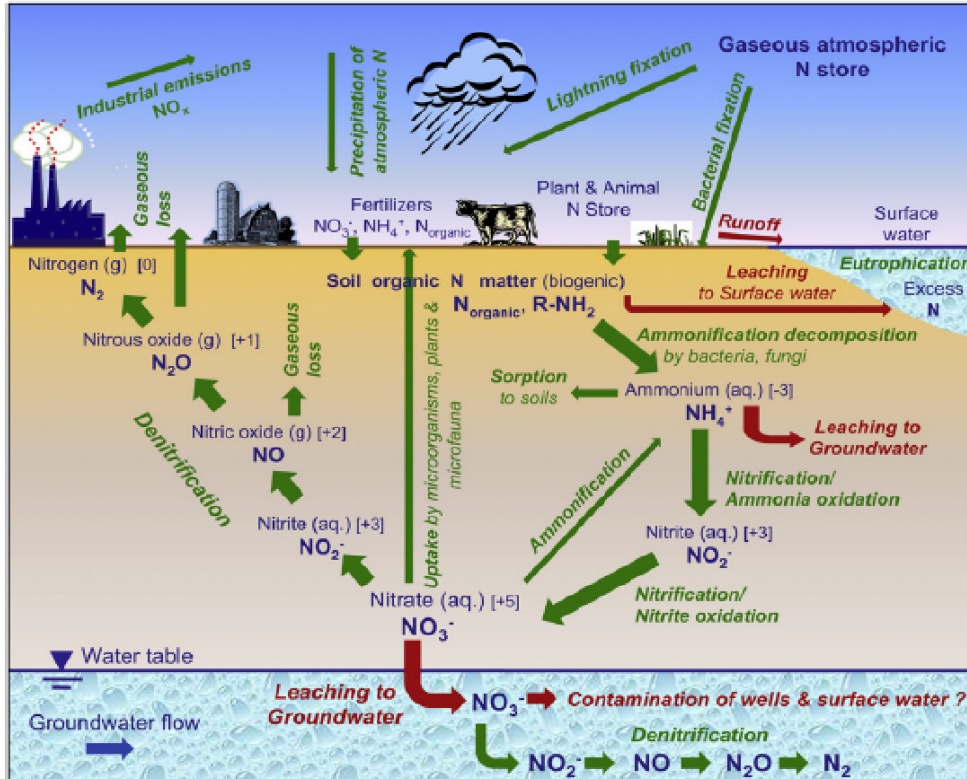 Gaseous atmospheric
N store
Industrial emissions
NOx
Precipitation of
atmospheric N
Lightning fixation
Bacterial fixation
Gaseous
loss
Fertilizers
NO3-, NH4+, Norganic
Plant & Animal
N Store
Runoff
Surface
water
Nitrogen (g) [0]
N2
Soil organic N matter (biogenic)
Norganic, R-NH2
Leaching
to Surface water
Eutrophication
Excess
N
Nitrous oxide (g) [+1]
N2O
Gaseous
loss
Ammonification decomposition
by bacteria, fungi
Sorption
to soils
Ammonium (aq.) [-3]
NH4+
Leaching to
Groundwater
Denitrification
Nitric oxide (g) [+2]
NO
Uptake by microorganisms, plants &
microfauna
Ammonification
Nitrification/
Ammonia oxidation
Nitrite (aq.) [+3]
NO2-
Nitrite (aq.) [+3]
NO2-
Nitrate (aq.) [+5]
NO3-
Nitrification/
Nitrite oxidation
Water table
Leaching to
Groundwater
NO3-
Contamination of wells & surface water ?
Groundwater flow
Denitrification
NO2- NO N2O N2